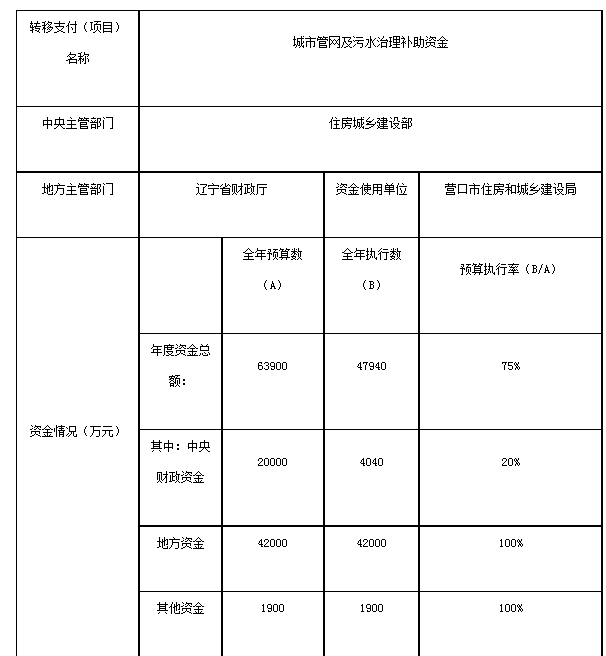 转移支付（项目）
名称
城市管网及污水治理补助资金
中央主管部门
住房城乡建设部
地方主管部门
辽宁省财政厅
资金使用单位
营口市住房和城乡建设局
资金情况（万元）
全年预算数
（A）
全年执行数
（B）
预算执行率（B/A）
年度资金总
额：
63900
47940
75%
其中：中央
财政资金
20000
4040
20%
地方资金
42000
42000
100%
其他资金
1900
1900
100%